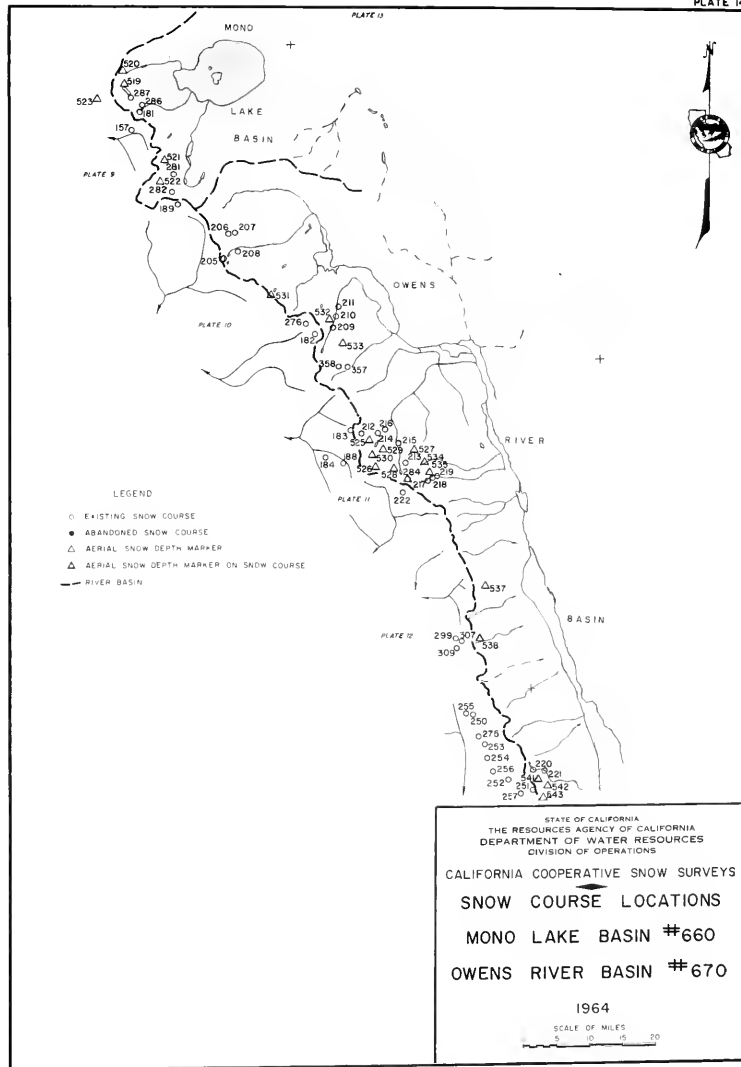 PLATE 14
PLATE 13
MONO
520
519
287
523
286
181
LAKE
157
BASIN
521
281
PLATE 9
522
282
189
206
207
208
205
OWENS
531
211
532
210
276
209
PLATE 10
182
533
358
357
216
212
183
214
215
525
529
527
RIVER
530
213
534
184
188
535
526
528
284
219
217
218
PLATE 11
222
LEGEND
EXISTING SNOW COURSE
ABANDONED SNOW COURSE
AERIAL SNOW DEPTH MARKER
AERIAL SNOW DEPTH MARKER ON SNOW COURSE
RIVER BASIN
537
BASIN
PLATE 12
299
307
538
309
255
250
275
253
254
220
256
221
541
252
251
542
257
543
STATE OF CALIFORNIA
THE RESOURCES AGENCY OF CALIFORNIA
DEPARTMENT OF WATER RESOURCES
DIVISION OF OPERATIONS
CALIFORNIA COOPERATIVE SNOW SURVEYS
SNOW COURSE LOCATIONS
MONO LAKE BASIN #660
OWENS RIVER BASIN #670
1964
SCALE OF MILES
5 10 15 20